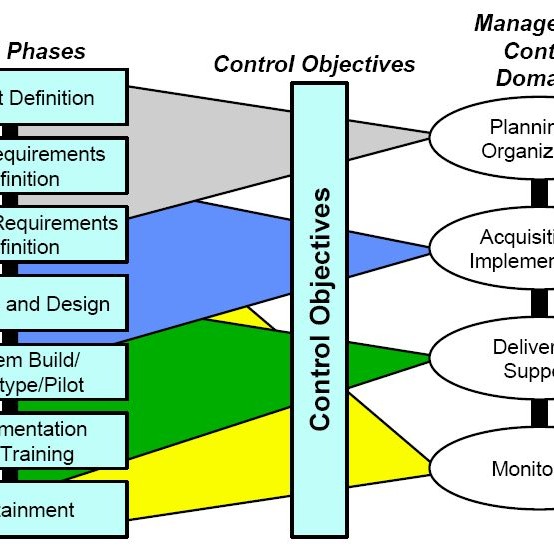 Phases
Control Objectives
Manage
Cont
Doma
t Definition
equirements
finition
Requirements
finition
and Design
em Build/
type/Pilot
mentation
Training
ainment
Control Objectives
Plannin
Organiz
Acquisiti
Implemen
Deliver
Suppo
Monito